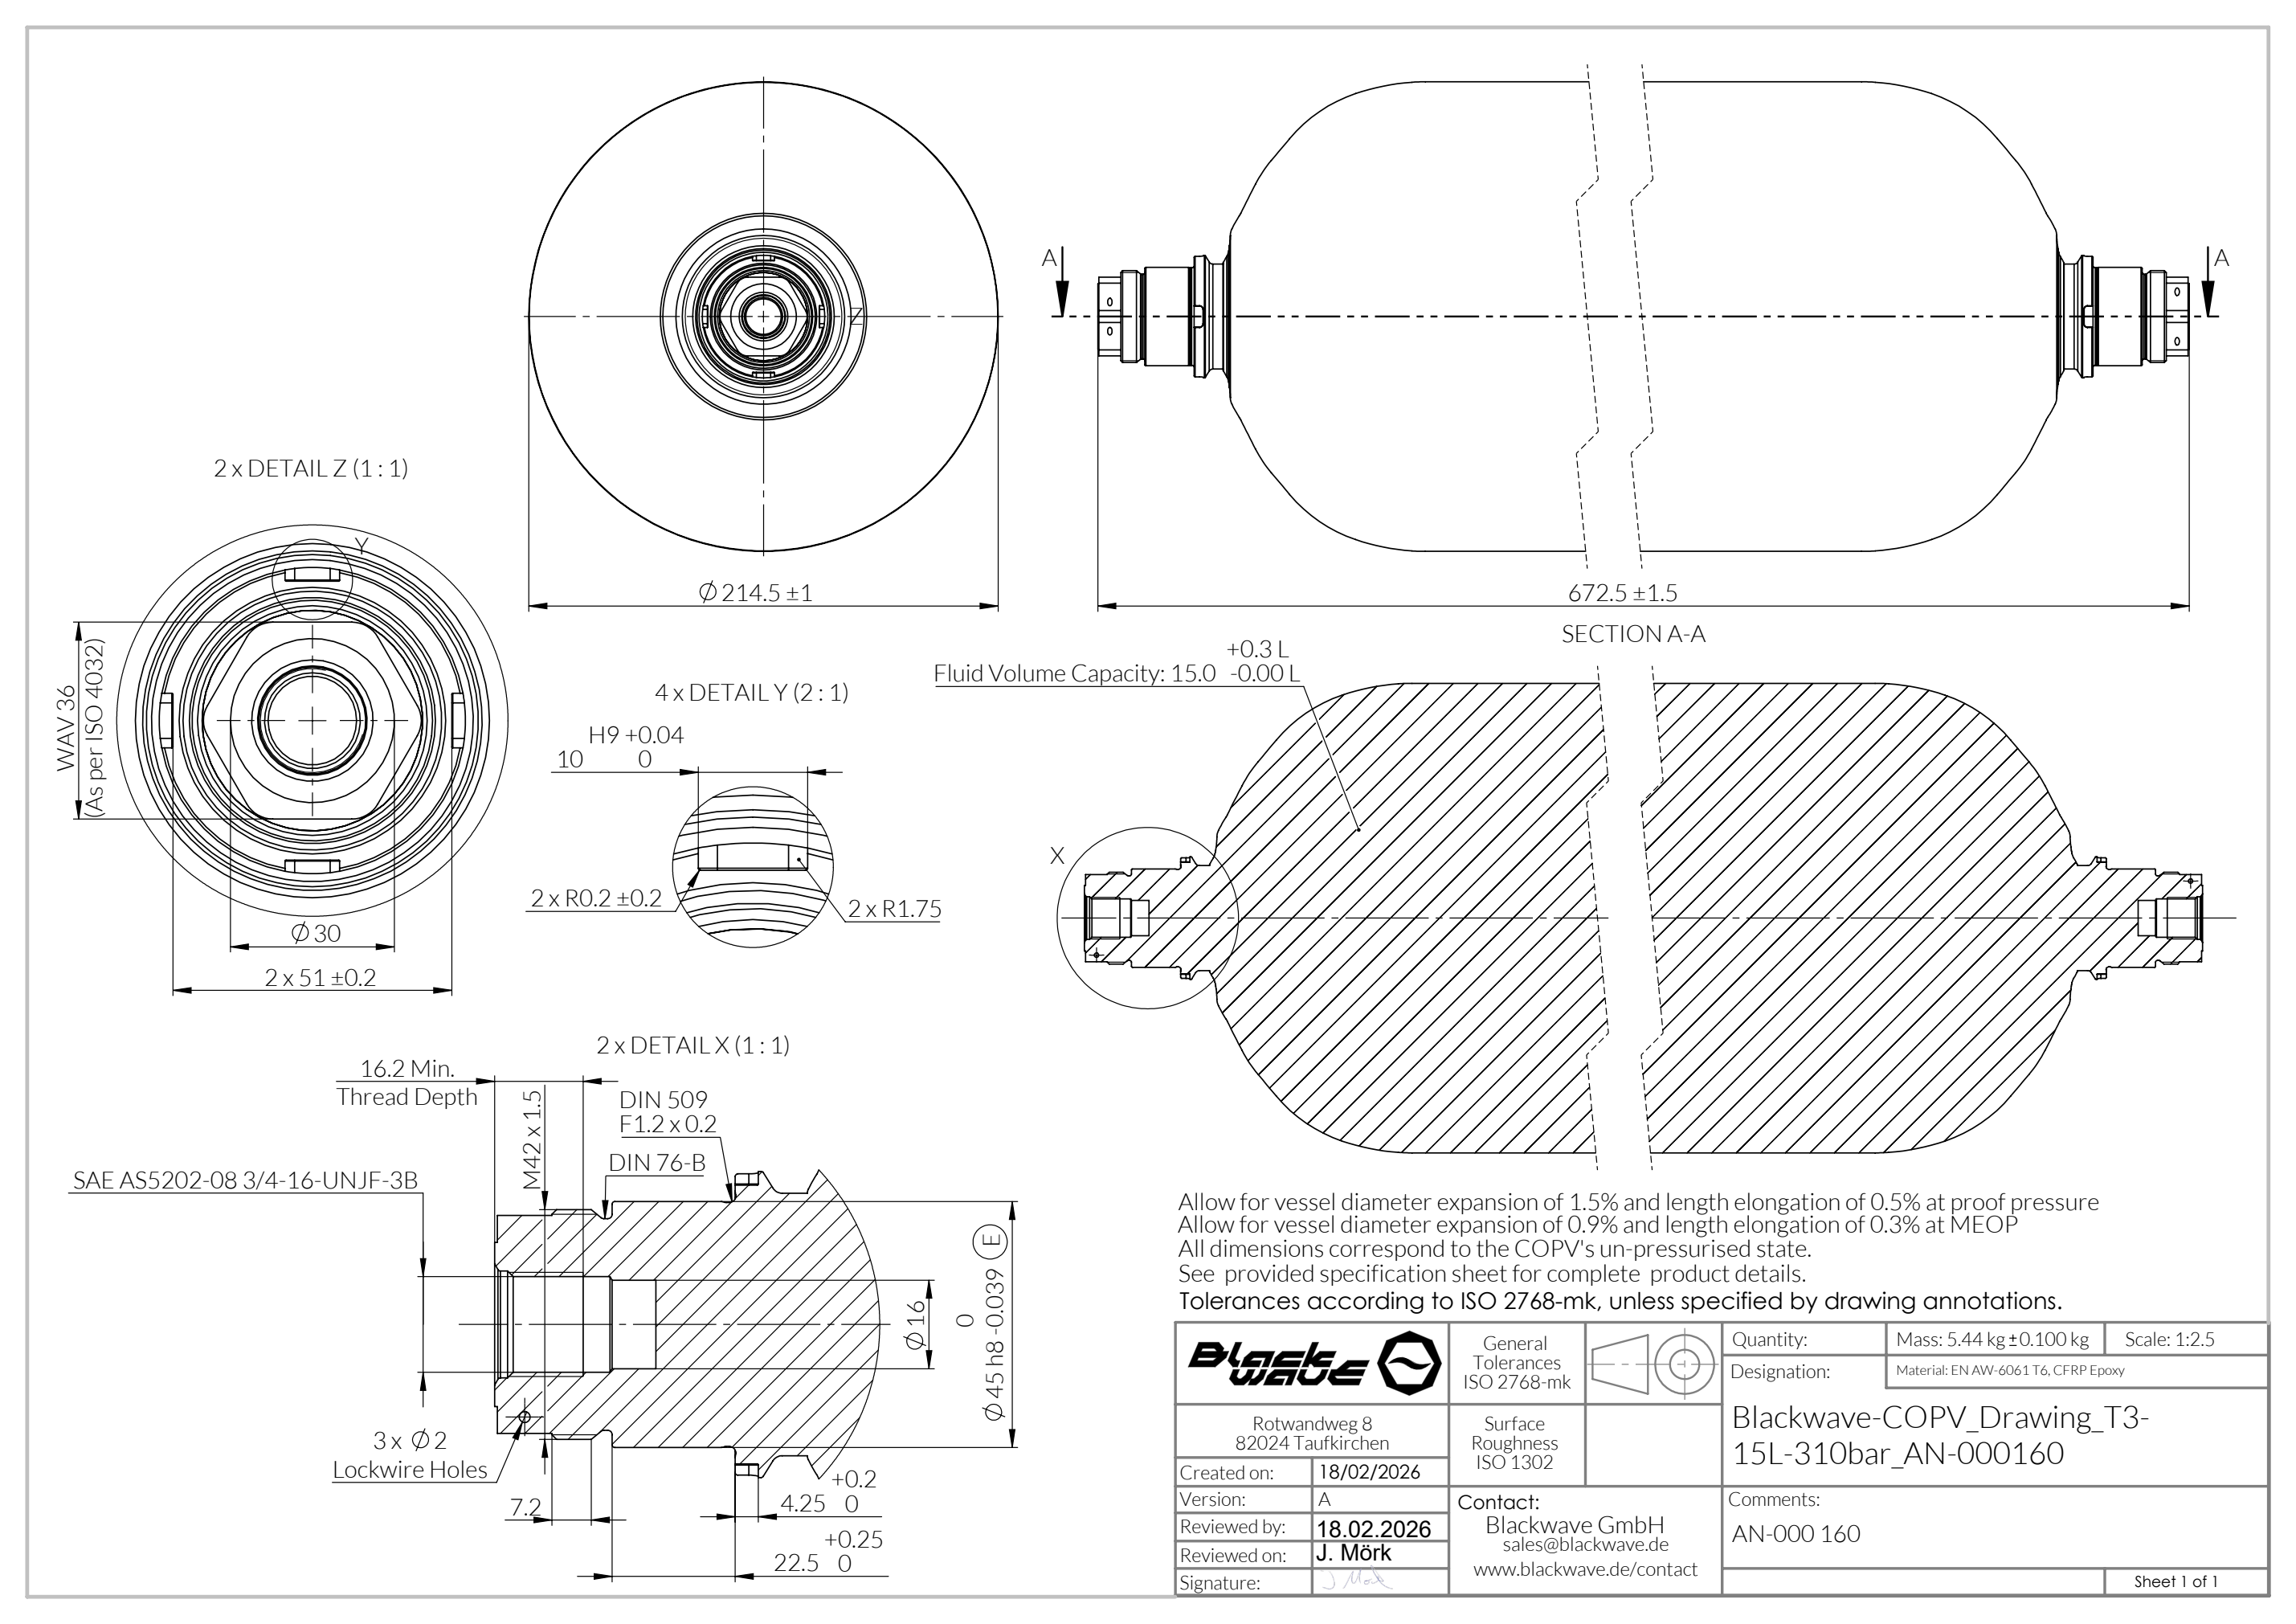 A
A
Z
⌀ 214.5 ±1
672.5 ±1.5
2 x DETAIL Z (1 : 1)
Y
WAV 36
(As per ISO 4032)
⌀ 30
2 x 51 ±0.2
4 x DETAIL Y (2 : 1)
H9 +0.04
10 0
2 x R0.2 ±0.2
2 x R1.75
SECTION A-A
+0.3 L
Fluid Volume Capacity: 15.0 -0.00 L
X
2 x DETAIL X (1 : 1)
16.2 Min.
Thread Depth
M42 x 1.5
DIN 509
F1.2 x 0.2
DIN 76-B
SAE AS5202-08 3/4-16-UNJF-3B
⌀ 16
0
⌀ 45 h8 -0.039 Ⓔ
3 x ⌀ 2
Lockwire Holes
7.2
+0.2
4.25 0
+0.25
22.5 0
Allow for vessel diameter expansion of 1.5% and length elongation of 0.5% at proof pressure
Allow for vessel diameter expansion of 0.9% and length elongation of 0.3% at MEOP
All dimensions correspond to the COPV's un-pressurised state.
See provided specification sheet for complete product details.
Tolerances according to ISO 2768-mk, unless specified by drawing annotations.
Black
wave
General
Tolerances
ISO 2768-mk
Quantity:
Mass: 5.44 kg ± 0.100 kg
Scale: 1:2.5
Designation:
Material: EN AW-6061 T6, CFRP Epoxy
Blackwave-COPV_Drawing_T3-
15L-310bar_AN-000160
Rotwandweg 8
82024 Taufkirchen
Surface
Roughness
ISO 1302
Created on: 18/02/2026
Version: A
Reviewed by: 18.02.2026
Reviewed on: J. Mörk
Signature: J Mörk
Contact:
Blackwave GmbH
sales@blackwave.de
www.blackwave.de/contact
Comments:
AN-000 160
Sheet 1 of 1